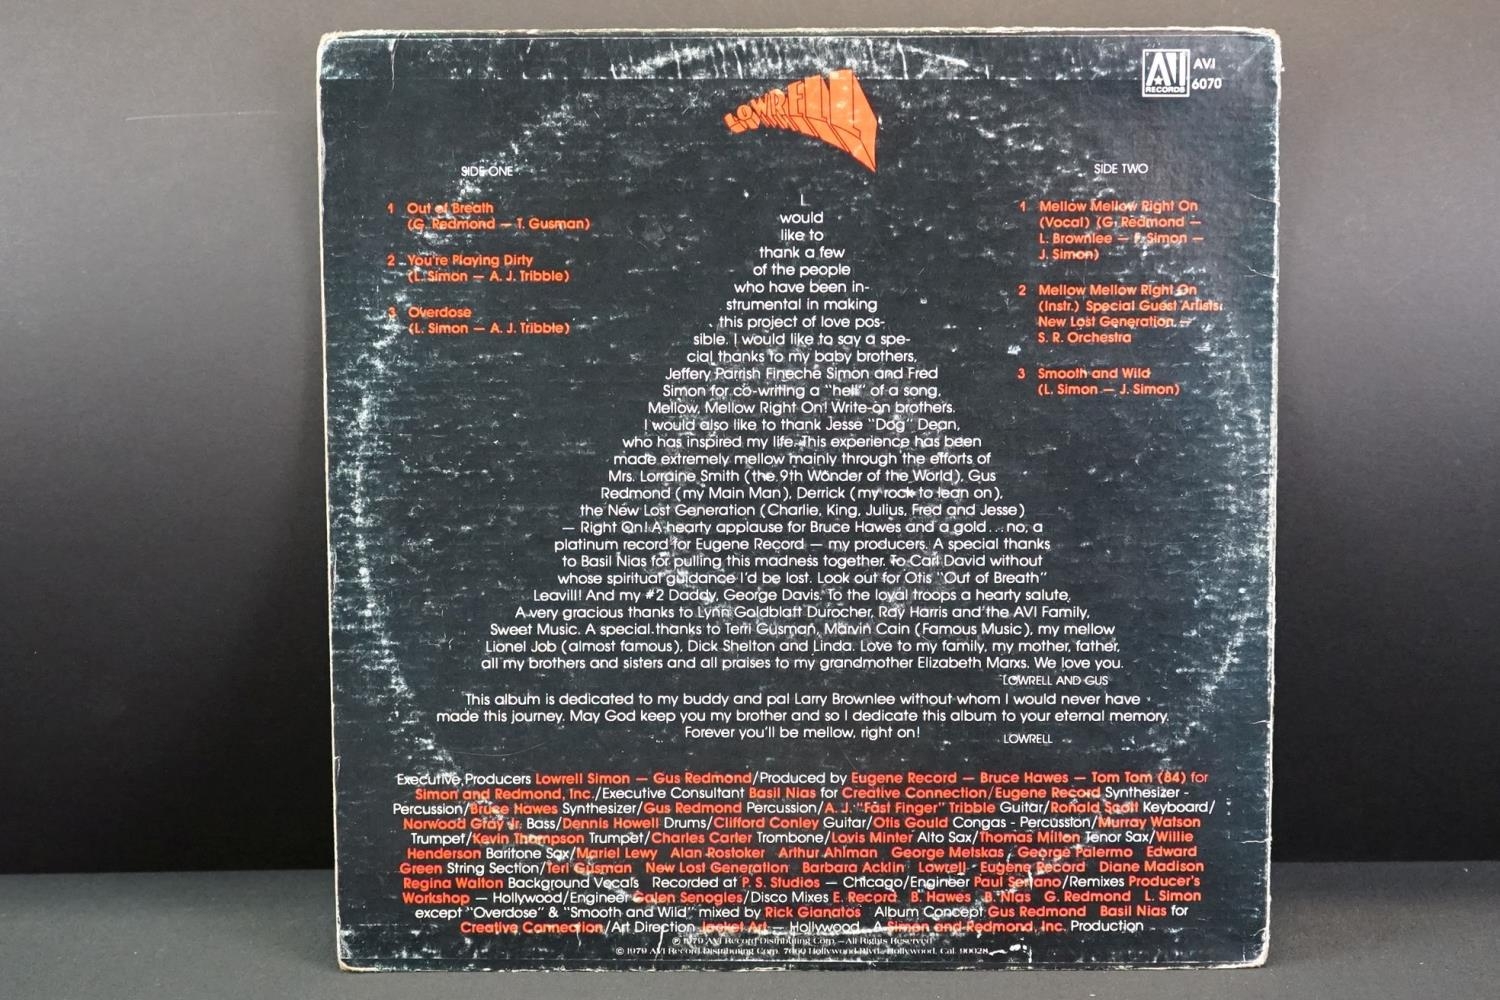 LOWRELL
AVI
RECORDS
AVI
6070
SIDE ONE
1 Out of Breath
(G. Redmond — T. Gusman)
2 You're Playing Dirty
(L. Simon — A. J. Tribble)
3 Overdose
(L. Simon — A. J. Tribble)
SIDE TWO
1 Mellow Mellow Right On
(Vocal) (G. Redmond —
L. Brownlee — F. Simon —
J. Simon)
2 Mellow Mellow Right On
(Instr.) Special Guest Artists:
New Lost Generation —
S. R. Orchestra
3 Smooth and Wild
(L. Simon — J. Simon)
I
would
like to
thank a few
of the people
who have been in-
strumental in making
this project of love pos-
sible. I would like to say a spe-
cial thanks to my baby brothers,
Jeffery Parrish Fineche Simon and Fred
Simon for co-writing a "hell" of a song,
Mellow, Mellow Right On! Write-on brothers.
I would also like to thank Jesse "Dog" Dean,
who has inspired my life. This experience has been
made extremely mellow mainly through the efforts of
Mrs. Lorraine Smith (the 9th Wonder of the World), Gus
Redmond (my Main Man), Derrick (my rock to lean on),
the New Lost Generation (Charlie, King, Julius, Fred and Jesse)
— Right On! A hearty applause for Bruce Hawes and a gold ... no, a
platinum record for Eugene Record — my producers. A special thanks
to Basil Nias for pulling this madness together. To Carl David without
whose spiritual guidance I'd be lost. Look out for Otis "Out of Breath"
Leavill! And my #2 Daddy, George Davis. To the loyal troops a hearty salute,
A very gracious thanks to Lynn Goldblatt Durocher, Ray Harris and the AVI Family,
Sweet Music. A special thanks to Terri Gusman, Marvin Cain (Famous Music), my mellow
Lionel Job (almost famous), Dick Shelton and Linda. Love to my family, my mother, father,
all my brothers and sisters and all praises to my grandmother Elizabeth Marxs. We love you.
LOWRELL AND GUS
This album is dedicated to my buddy and pal Larry Brownlee without whom I would never have
made this journey. May God keep you my brother and so I dedicate this album to your eternal memory.
Forever you'll be mellow, right on!
LOWRELL
Executive Producers Lowrell Simon — Gus Redmond/Produced by Eugene Record — Bruce Hawes — Tom Tom (84) for
Simon and Redmond, Inc./Executive Consultant Basil Nias for Creative Connection/Eugene Record Synthesizer -
Percussion/Bruce Hawes Synthesizer/Gus Redmond Percussion/A. J. "Fast Finger" Tribble Guitar/Ronald Scott Keyboard/
Norwood Gray Jr. Bass/Dennis Howell Drums/Clifford Conley Guitar/Otis Gould Congas - Percussion/Murray Watson
Trumpet/Kevin Thompson Trumpet/Charles Carter Trombone/Lovis Minter Alto Sax/Thomas Milton Tenor Sax/Willie
Henderson Baritone Sax/Mariel Lewy Alan Rostoker Arthur Ahlman George Melskas George Palermo Edward
Green String Section/Teri Gusman New Lost Generation Barbara Acklin Lowrell Eugene Record Diane Madison
Regina Walton Background Vocals Recorded at P. S. Studios — Chicago/Engineer Paul Serrano/Remixes Producer's
Workshop — Hollywood/Engineer Galen Senogles/Disco Mixes E. Record B. Hawes B. Nias G. Redmond L. Simon
except "Overdose" & "Smooth and Wild" mixed by Rick Gianatos Album Concept Gus Redmond Basil Nias for
Creative Connection/Art Direction Jacket Art — Hollywood A Simon and Redmond, Inc. Production
℗ 1979 AVI Record Distributing Corp. — All Rights Reserved
© 1979 AVI Record Distributing Corp. 7060 Hollywood Blvd., Hollywood, Cal. 90028